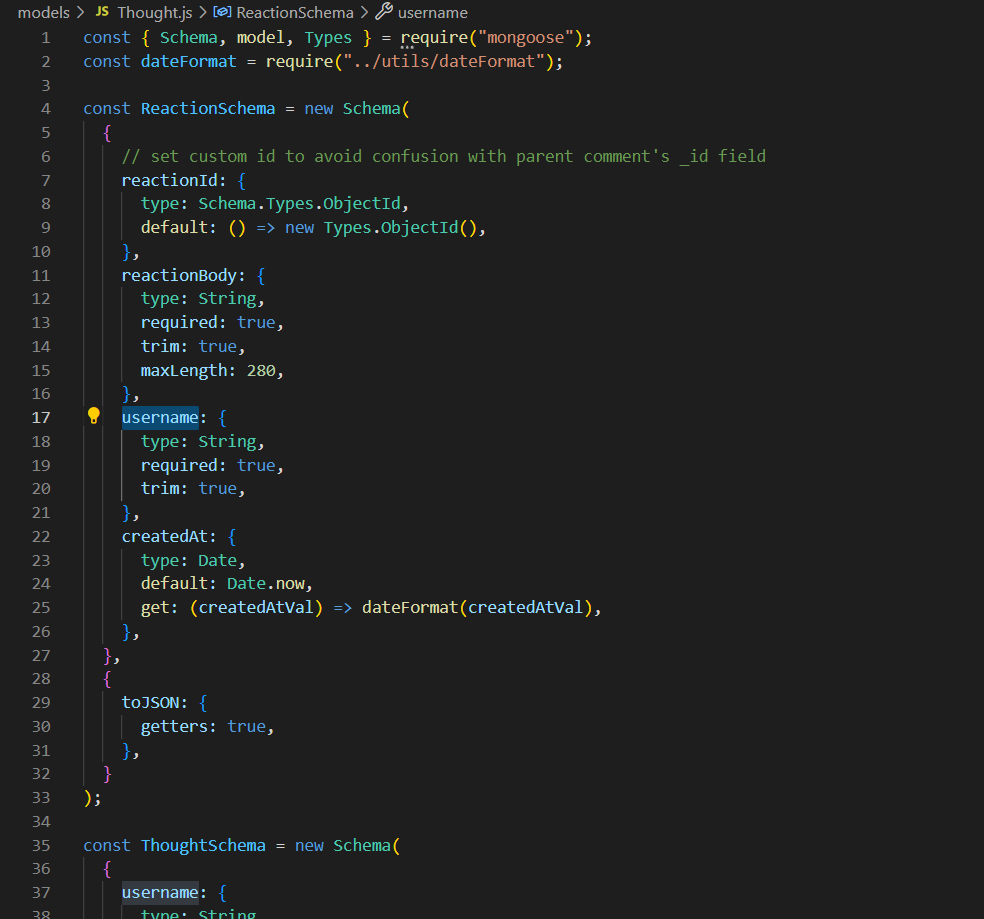 models > JS Thought.js > ReactionSchema > username
1 const { Schema, model, Types } = require("mongoose");
2 const dateFormat = require("../utils/dateFormat");
3
4 const ReactionSchema = new Schema(
5   {
6     // set custom id to avoid confusion with parent comment's _id field
7     reactionId: {
8       type: Schema.Types.ObjectId,
9       default: () => new Types.ObjectId(),
10     },
11     reactionBody: {
12       type: String,
13       required: true,
14       trim: true,
15       maxLength: 280,
16     },
17     username: {
18       type: String,
19       required: true,
20       trim: true,
21     },
22     createdAt: {
23       type: Date,
24       default: Date.now,
25       get: (createdAtVal) => dateFormat(createdAtVal),
26     },
27   },
28   {
29     toJSON: {
30       getters: true,
31     },
32   }
33 );
34
35 const ThoughtSchema = new Schema(
36   {
37     username: {
38       type: String